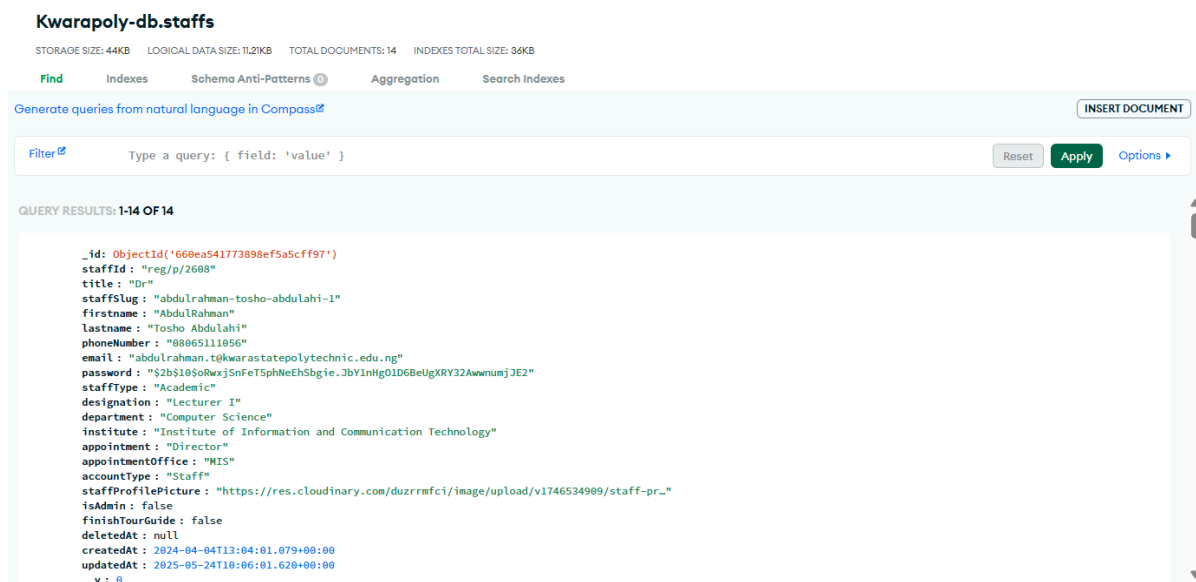 Kwarapoly-db.staffs
STORAGE SIZE: 44KB LOGICAL DATA SIZE: 11.21KB TOTAL DOCUMENTS: 14 INDEXES TOTAL SIZE: 36KB
Find Indexes Schema Anti-Patterns 0 Aggregation Search Indexes
Generate queries from natural language in Compass
INSERT DOCUMENT
Filter Type a query: { field: 'value' } Reset Apply Options
QUERY RESULTS: 1-14 OF 14
_id: ObjectId('660ea541773898ef5a5cff97')
staffId : "reg/p/2608"
title : "Dr"
staffSlug : "abdulrahman-tosho-abdulahi-1"
firstname : "AbdulRahman"
lastname : "Tosho Abdulahi"
phoneNumber : "08065111056"
email : "abdulrahman.t@kwarastatepolytechnic.edu.ng"
password : "$2b$10$oRwxjSnFeT5phNeEhSbgie.JbY1nHgO1D6BeUgXRY32AwwnumjJE2"
staffType : "Academic"
designation : "Lecturer I"
department : "Computer Science"
institute : "Institute of Information and Communication Technology"
appointment : "Director"
appointmentOffice : "MIS"
accountType : "Staff"
staffProfilePicture : "https://res.cloudinary.com/duzrrmfci/image/upload/v1746534909/staff-pr…"
isAdmin : false
finishTourGuide : false
deletedAt : null
createdAt : 2024-04-04T13:04:01.079+00:00
updatedAt : 2025-05-24T10:06:01.620+00:00
__v : 0